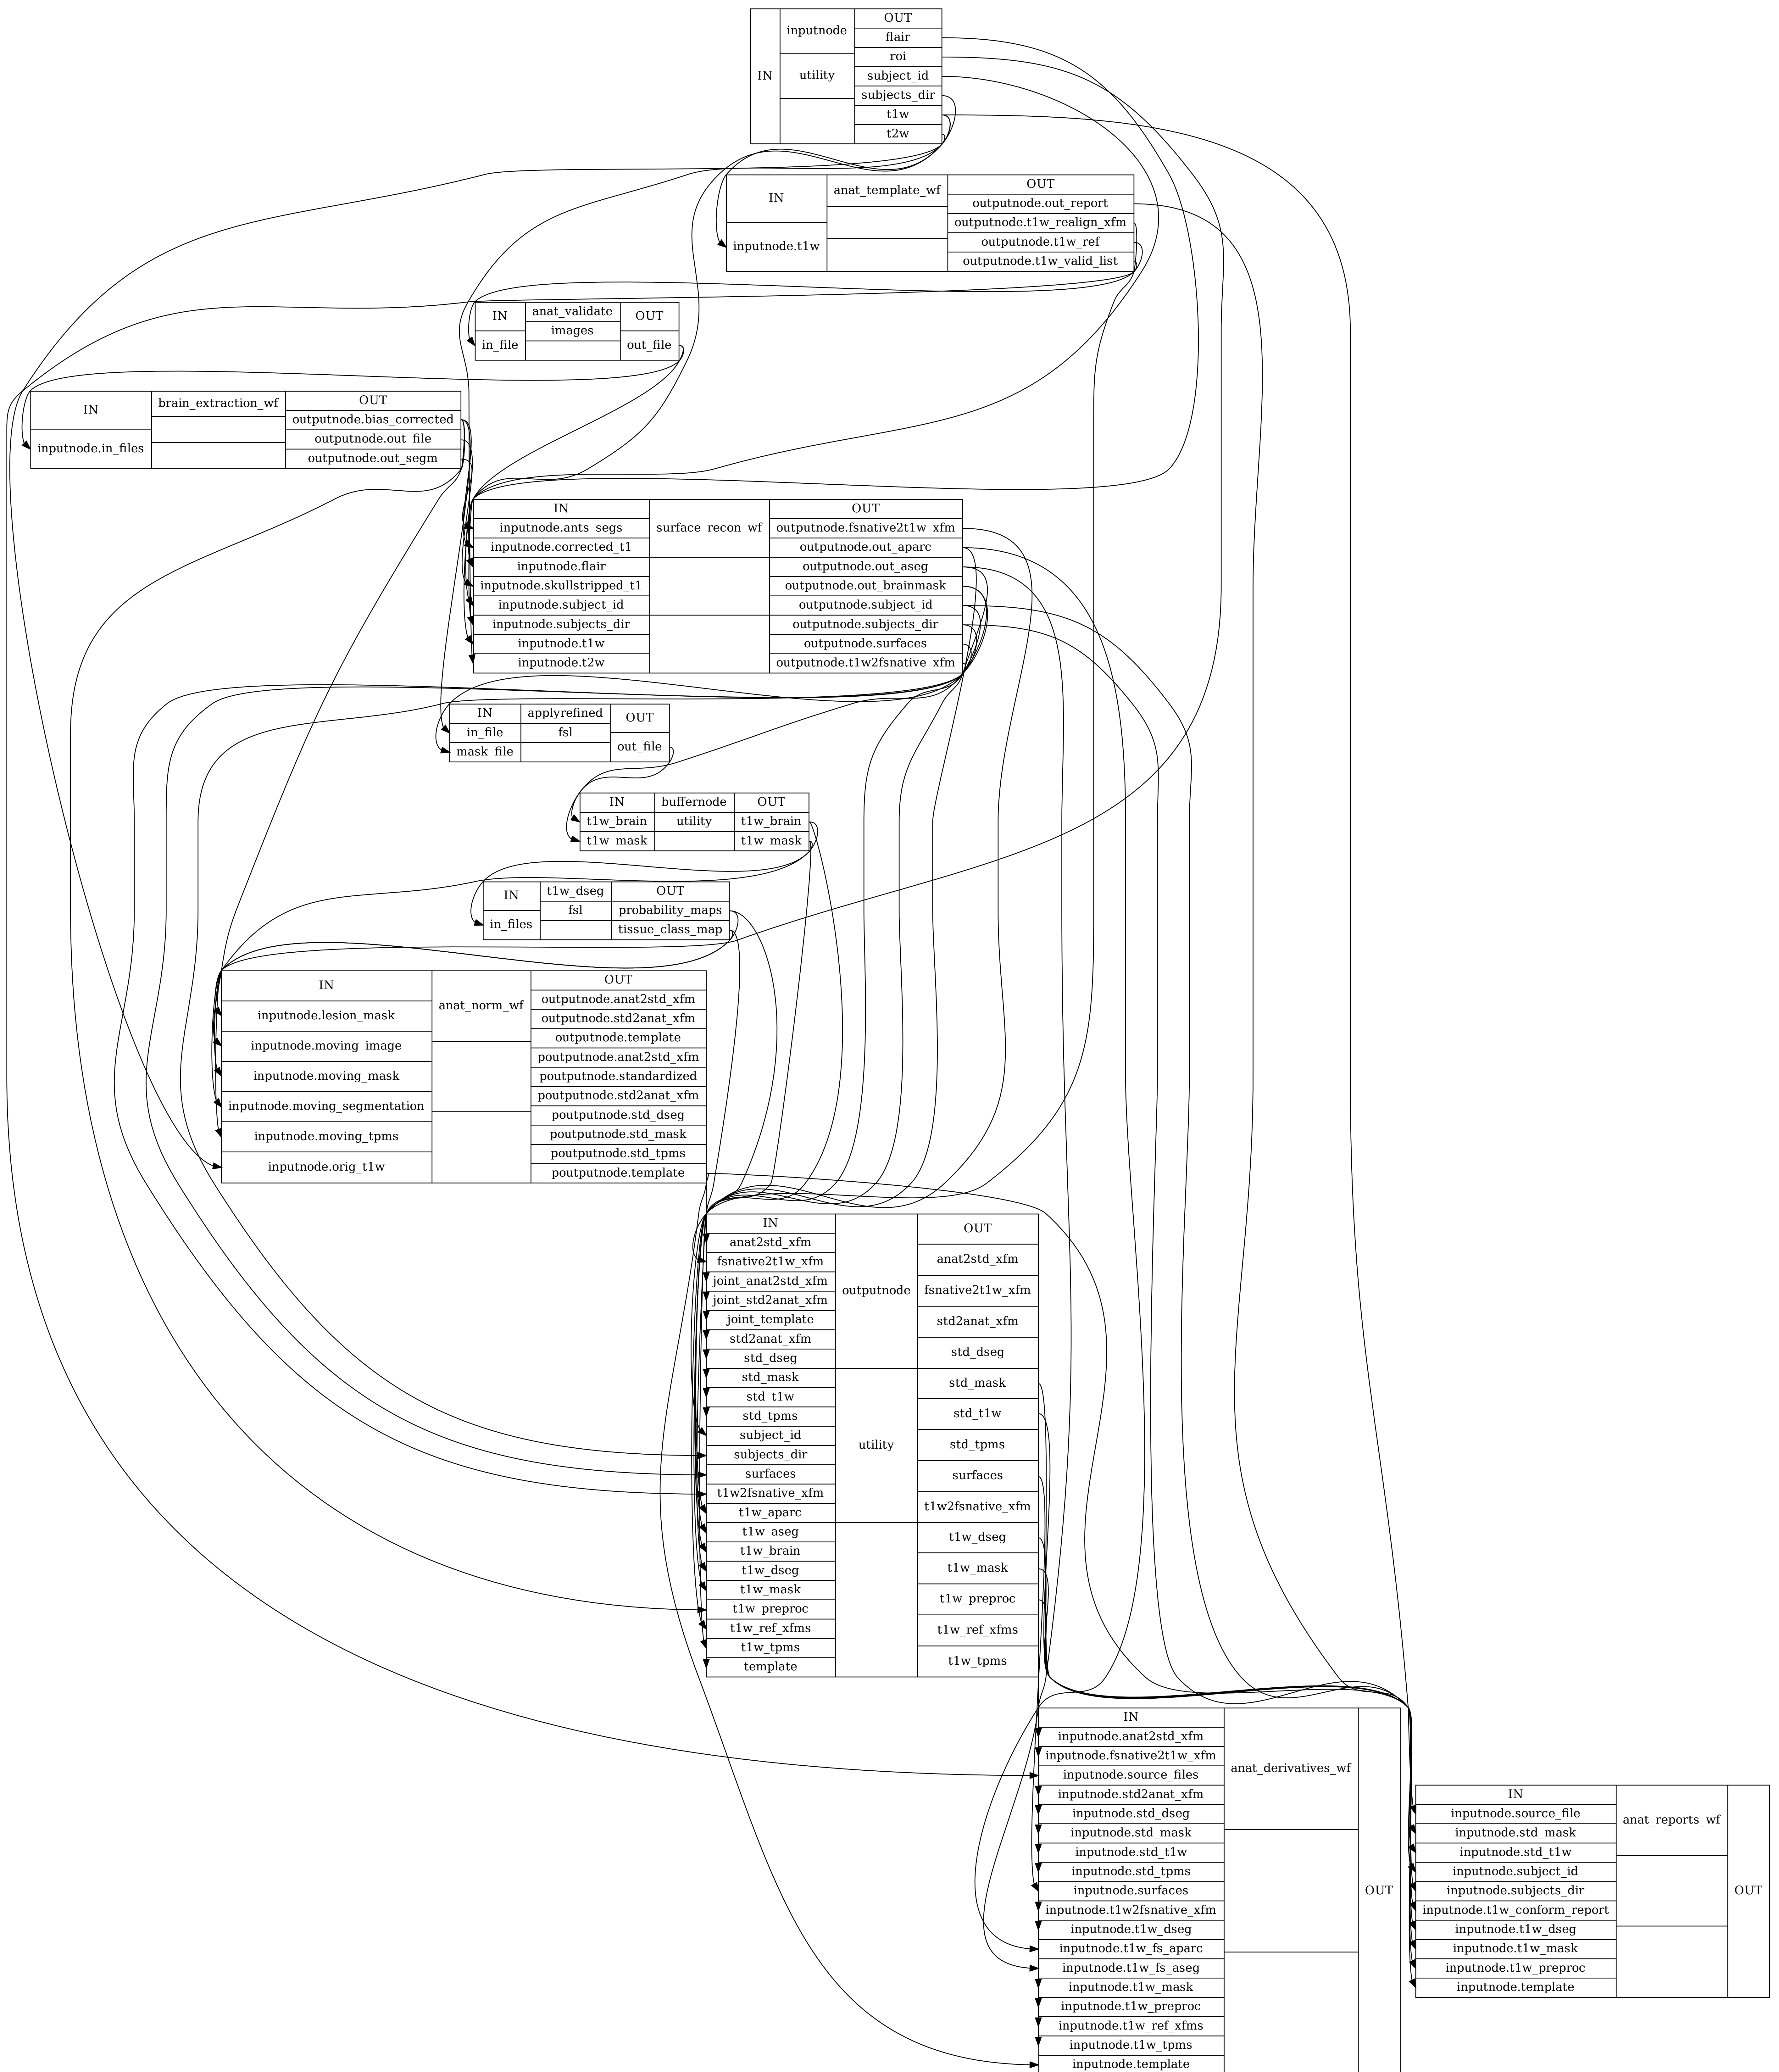 IN
inputnode
utility
OUT
flair
roi
subject_id
subjects_dir
t1w
t2w
IN
inputnode.t1w
anat_template_wf
OUT
outputnode.out_report
outputnode.t1w_realign_xfm
outputnode.t1w_ref
outputnode.t1w_valid_list
IN
in_file
anat_validate
images
OUT
out_file
IN
inputnode.in_files
brain_extraction_wf
OUT
outputnode.bias_corrected
outputnode.out_file
outputnode.out_segm
IN
inputnode.ants_segs
inputnode.corrected_t1
inputnode.flair
inputnode.skullstripped_t1
inputnode.subject_id
inputnode.subjects_dir
inputnode.t1w
inputnode.t2w
surface_recon_wf
OUT
outputnode.fsnative2t1w_xfm
outputnode.out_aparc
outputnode.out_aseg
outputnode.out_brainmask
outputnode.subject_id
outputnode.subjects_dir
outputnode.surfaces
outputnode.t1w2fsnative_xfm
IN
in_file
mask_file
applyrefined
fsl
OUT
out_file
IN
t1w_brain
t1w_mask
buffernode
utility
OUT
t1w_brain
t1w_mask
IN
in_files
t1w_dseg
fsl
OUT
probability_maps
tissue_class_map
IN
inputnode.lesion_mask
inputnode.moving_image
inputnode.moving_mask
inputnode.moving_segmentation
inputnode.moving_tpms
inputnode.orig_t1w
anat_norm_wf
OUT
outputnode.anat2std_xfm
outputnode.std2anat_xfm
outputnode.template
poutputnode.anat2std_xfm
poutputnode.standardized
poutputnode.std2anat_xfm
poutputnode.std_dseg
poutputnode.std_mask
poutputnode.std_tpms
poutputnode.template
IN
anat2std_xfm
fsnative2t1w_xfm
joint_anat2std_xfm
joint_std2anat_xfm
joint_template
std2anat_xfm
std_dseg
std_mask
std_t1w
std_tpms
subject_id
subjects_dir
surfaces
t1w2fsnative_xfm
t1w_aparc
t1w_aseg
t1w_brain
t1w_dseg
t1w_mask
t1w_preproc
t1w_ref_xfms
t1w_tpms
template
outputnode
utility
OUT
anat2std_xfm
fsnative2t1w_xfm
std2anat_xfm
std_dseg
std_mask
std_t1w
std_tpms
surfaces
t1w2fsnative_xfm
t1w_dseg
t1w_mask
t1w_preproc
t1w_ref_xfms
t1w_tpms
IN
inputnode.anat2std_xfm
inputnode.fsnative2t1w_xfm
inputnode.source_files
inputnode.std2anat_xfm
inputnode.std_dseg
inputnode.std_mask
inputnode.std_t1w
inputnode.std_tpms
inputnode.surfaces
inputnode.t1w2fsnative_xfm
inputnode.t1w_dseg
inputnode.t1w_fs_aparc
inputnode.t1w_fs_aseg
inputnode.t1w_mask
inputnode.t1w_preproc
inputnode.t1w_ref_xfms
inputnode.t1w_tpms
inputnode.template
anat_derivatives_wf
OUT
IN
inputnode.source_file
inputnode.std_mask
inputnode.std_t1w
inputnode.subject_id
inputnode.subjects_dir
inputnode.t1w_conform_report
inputnode.t1w_dseg
inputnode.t1w_mask
inputnode.t1w_preproc
inputnode.template
anat_reports_wf
OUT